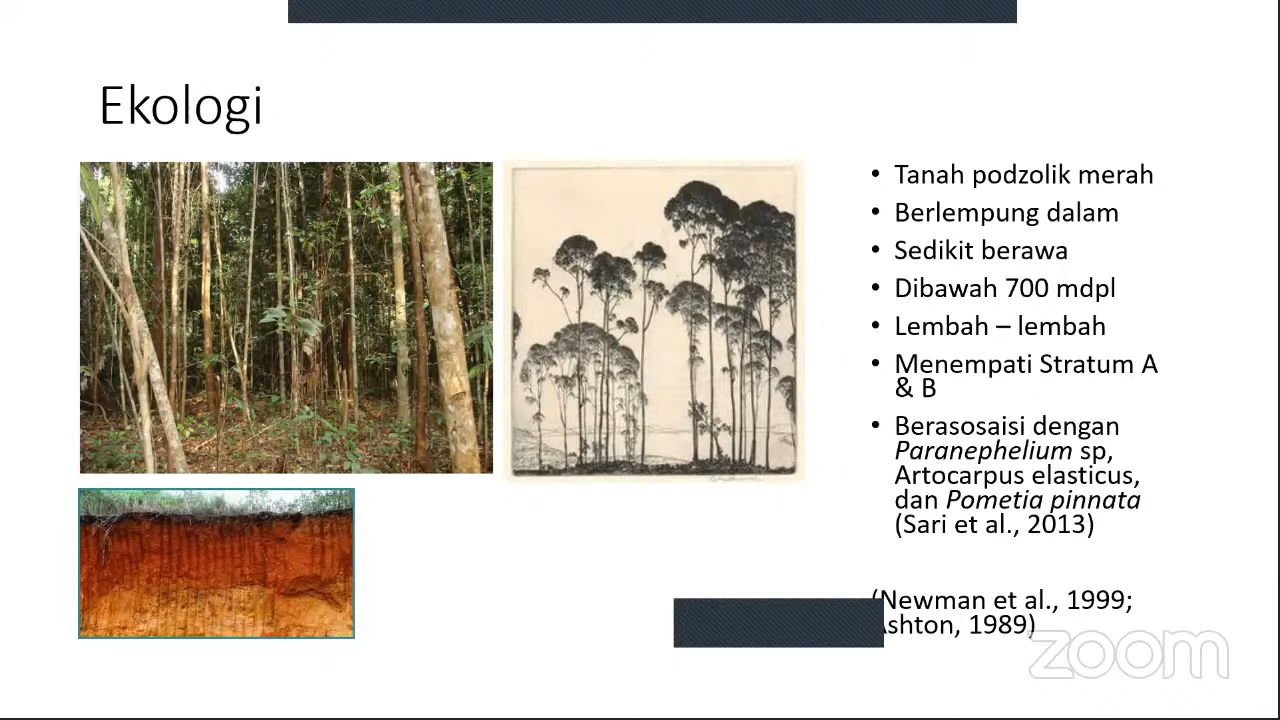 Ekologi
• Tanah podzolik merah
• Berlempung dalam
• Sedikit berawa
• Dibawah 700 mdpl
• Lembah – lembah
• Menempati Stratum A
& B
• Berasosaisi dengan
Paranephelium sp,
Artocarpus elasticus,
dan Pometia pinnata
(Sari et al., 2013)
(Newman et al., 1999;
shton, 1989)
zoom